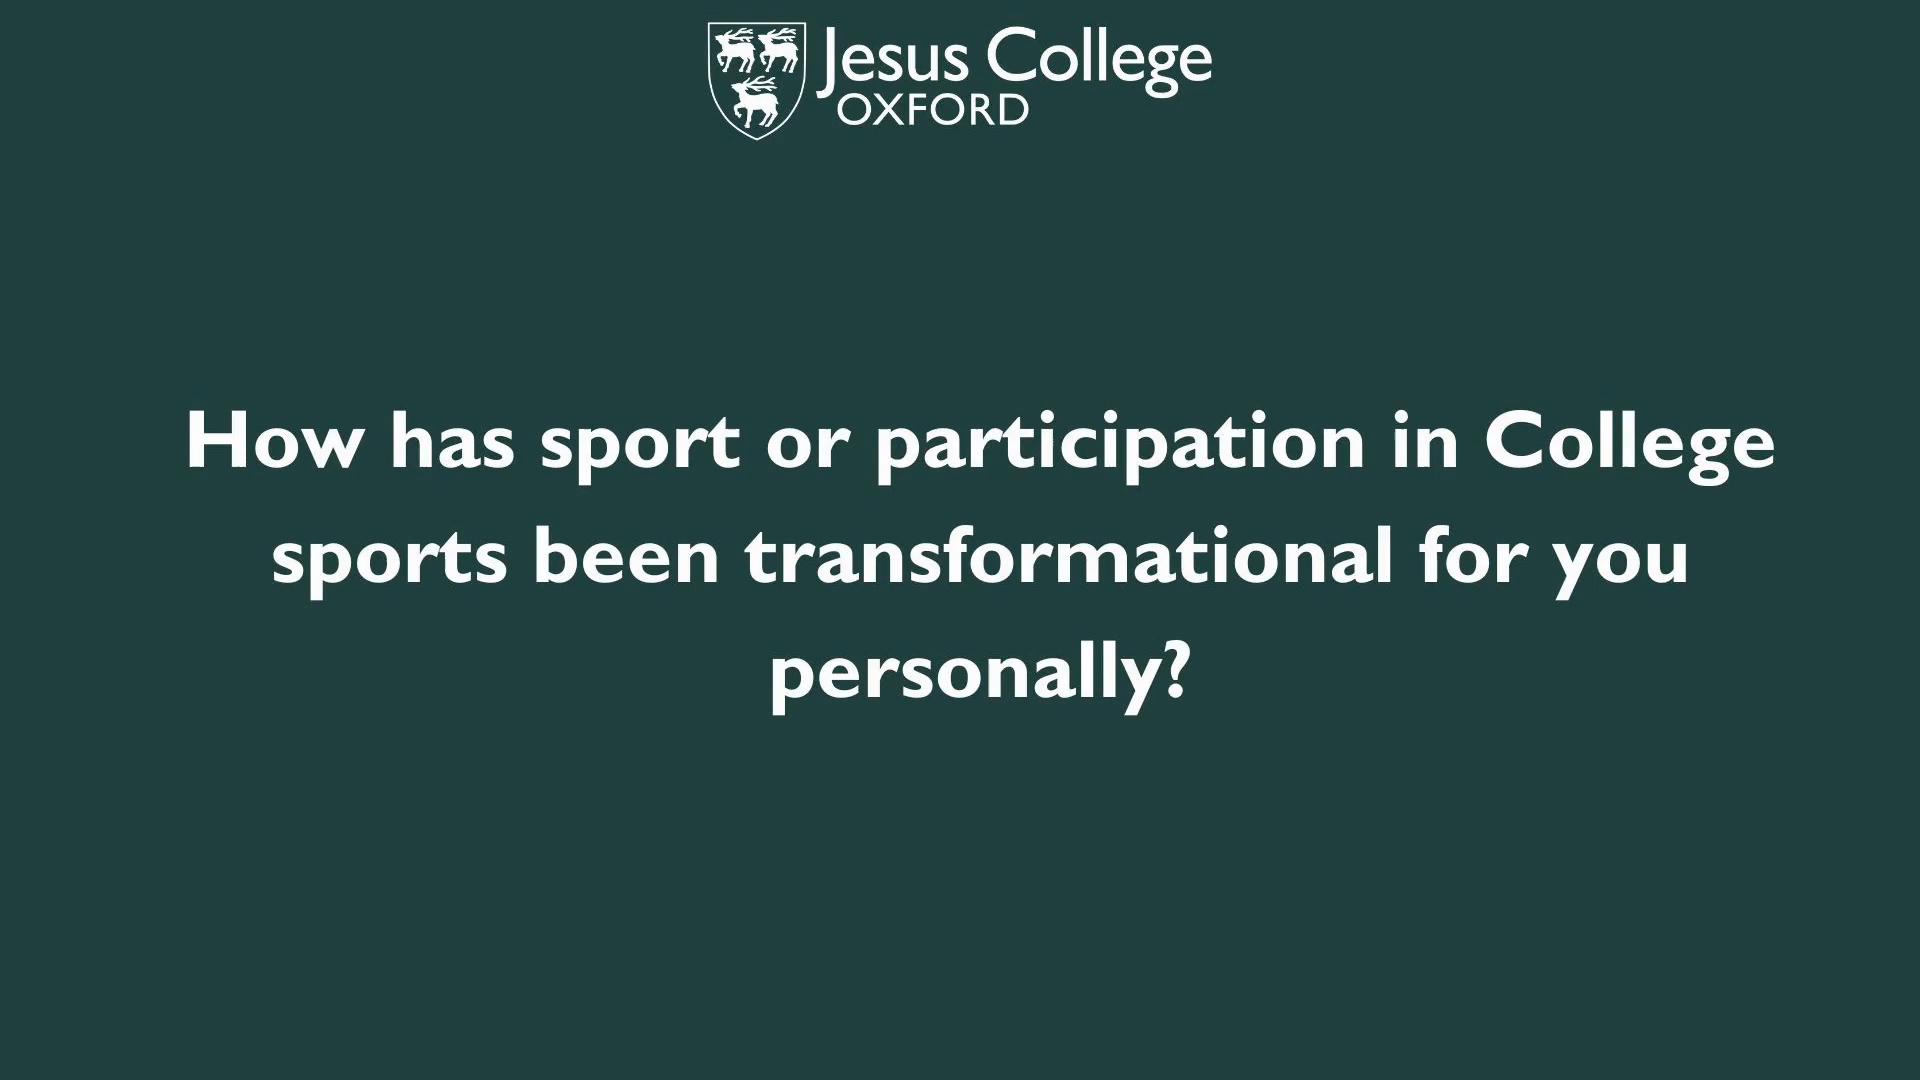 Jesus College
OXFORD
How has sport or participation in College
sports been transformational for you
personally?